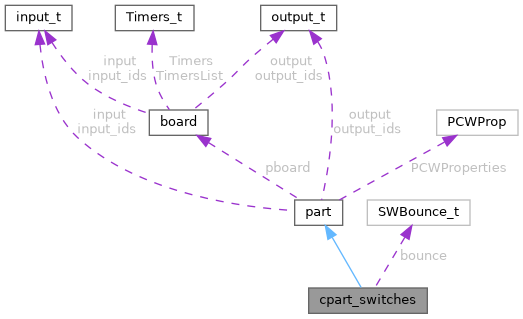 input_t
Timers_t
output_t
input
input_ids
Timers
TimersList
output
output_ids
input
input_ids
board
output
output_ids
PCWProp
pboard
PCWProperties
part
SWBounce_t
bounce
cpart_switches